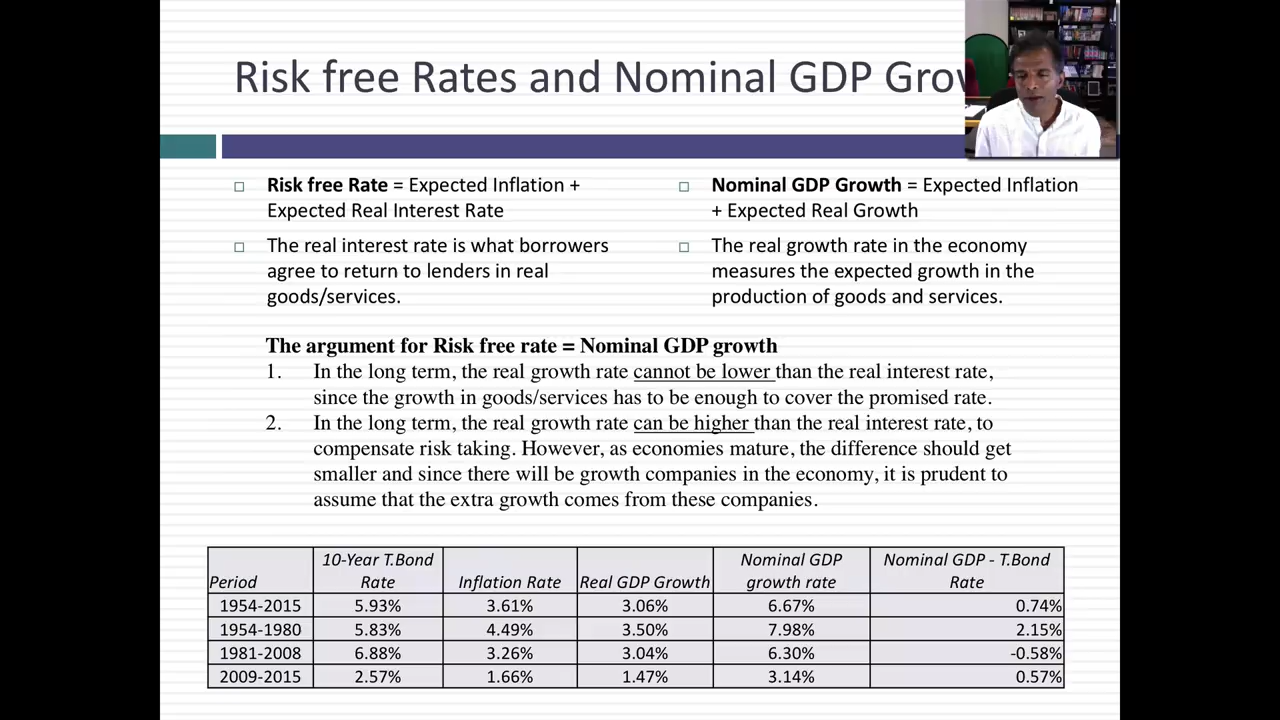 Risk free Rates and Nominal GDP Grow
Risk free Rate = Expected Inflation +
Expected Real Interest Rate
The real interest rate is what borrowers
agree to return to lenders in real
goods/services.
Nominal GDP Growth = Expected Inflation
+ Expected Real Growth
The real growth rate in the economy
measures the expected growth in the
production of goods and services.
The argument for Risk free rate = Nominal GDP growth
1. In the long term, the real growth rate cannot be lower than the real interest rate,
since the growth in goods/services has to be enough to cover the promised rate.
2. In the long term, the real growth rate can be higher than the real interest rate, to
compensate risk taking. However, as economies mature, the difference should get
smaller and since there will be growth companies in the economy, it is prudent to
assume that the extra growth comes from these companies.
Period 10-Year T.Bond Rate Inflation Rate Real GDP Growth Nominal GDP growth rate Nominal GDP - T.Bond Rate
1954-2015 5.93% 3.61% 3.06% 6.67% 0.74%
1954-1980 5.83% 4.49% 3.50% 7.98% 2.15%
1981-2008 6.88% 3.26% 3.04% 6.30% -0.58%
2009-2015 2.57% 1.66% 1.47% 3.14% 0.57%